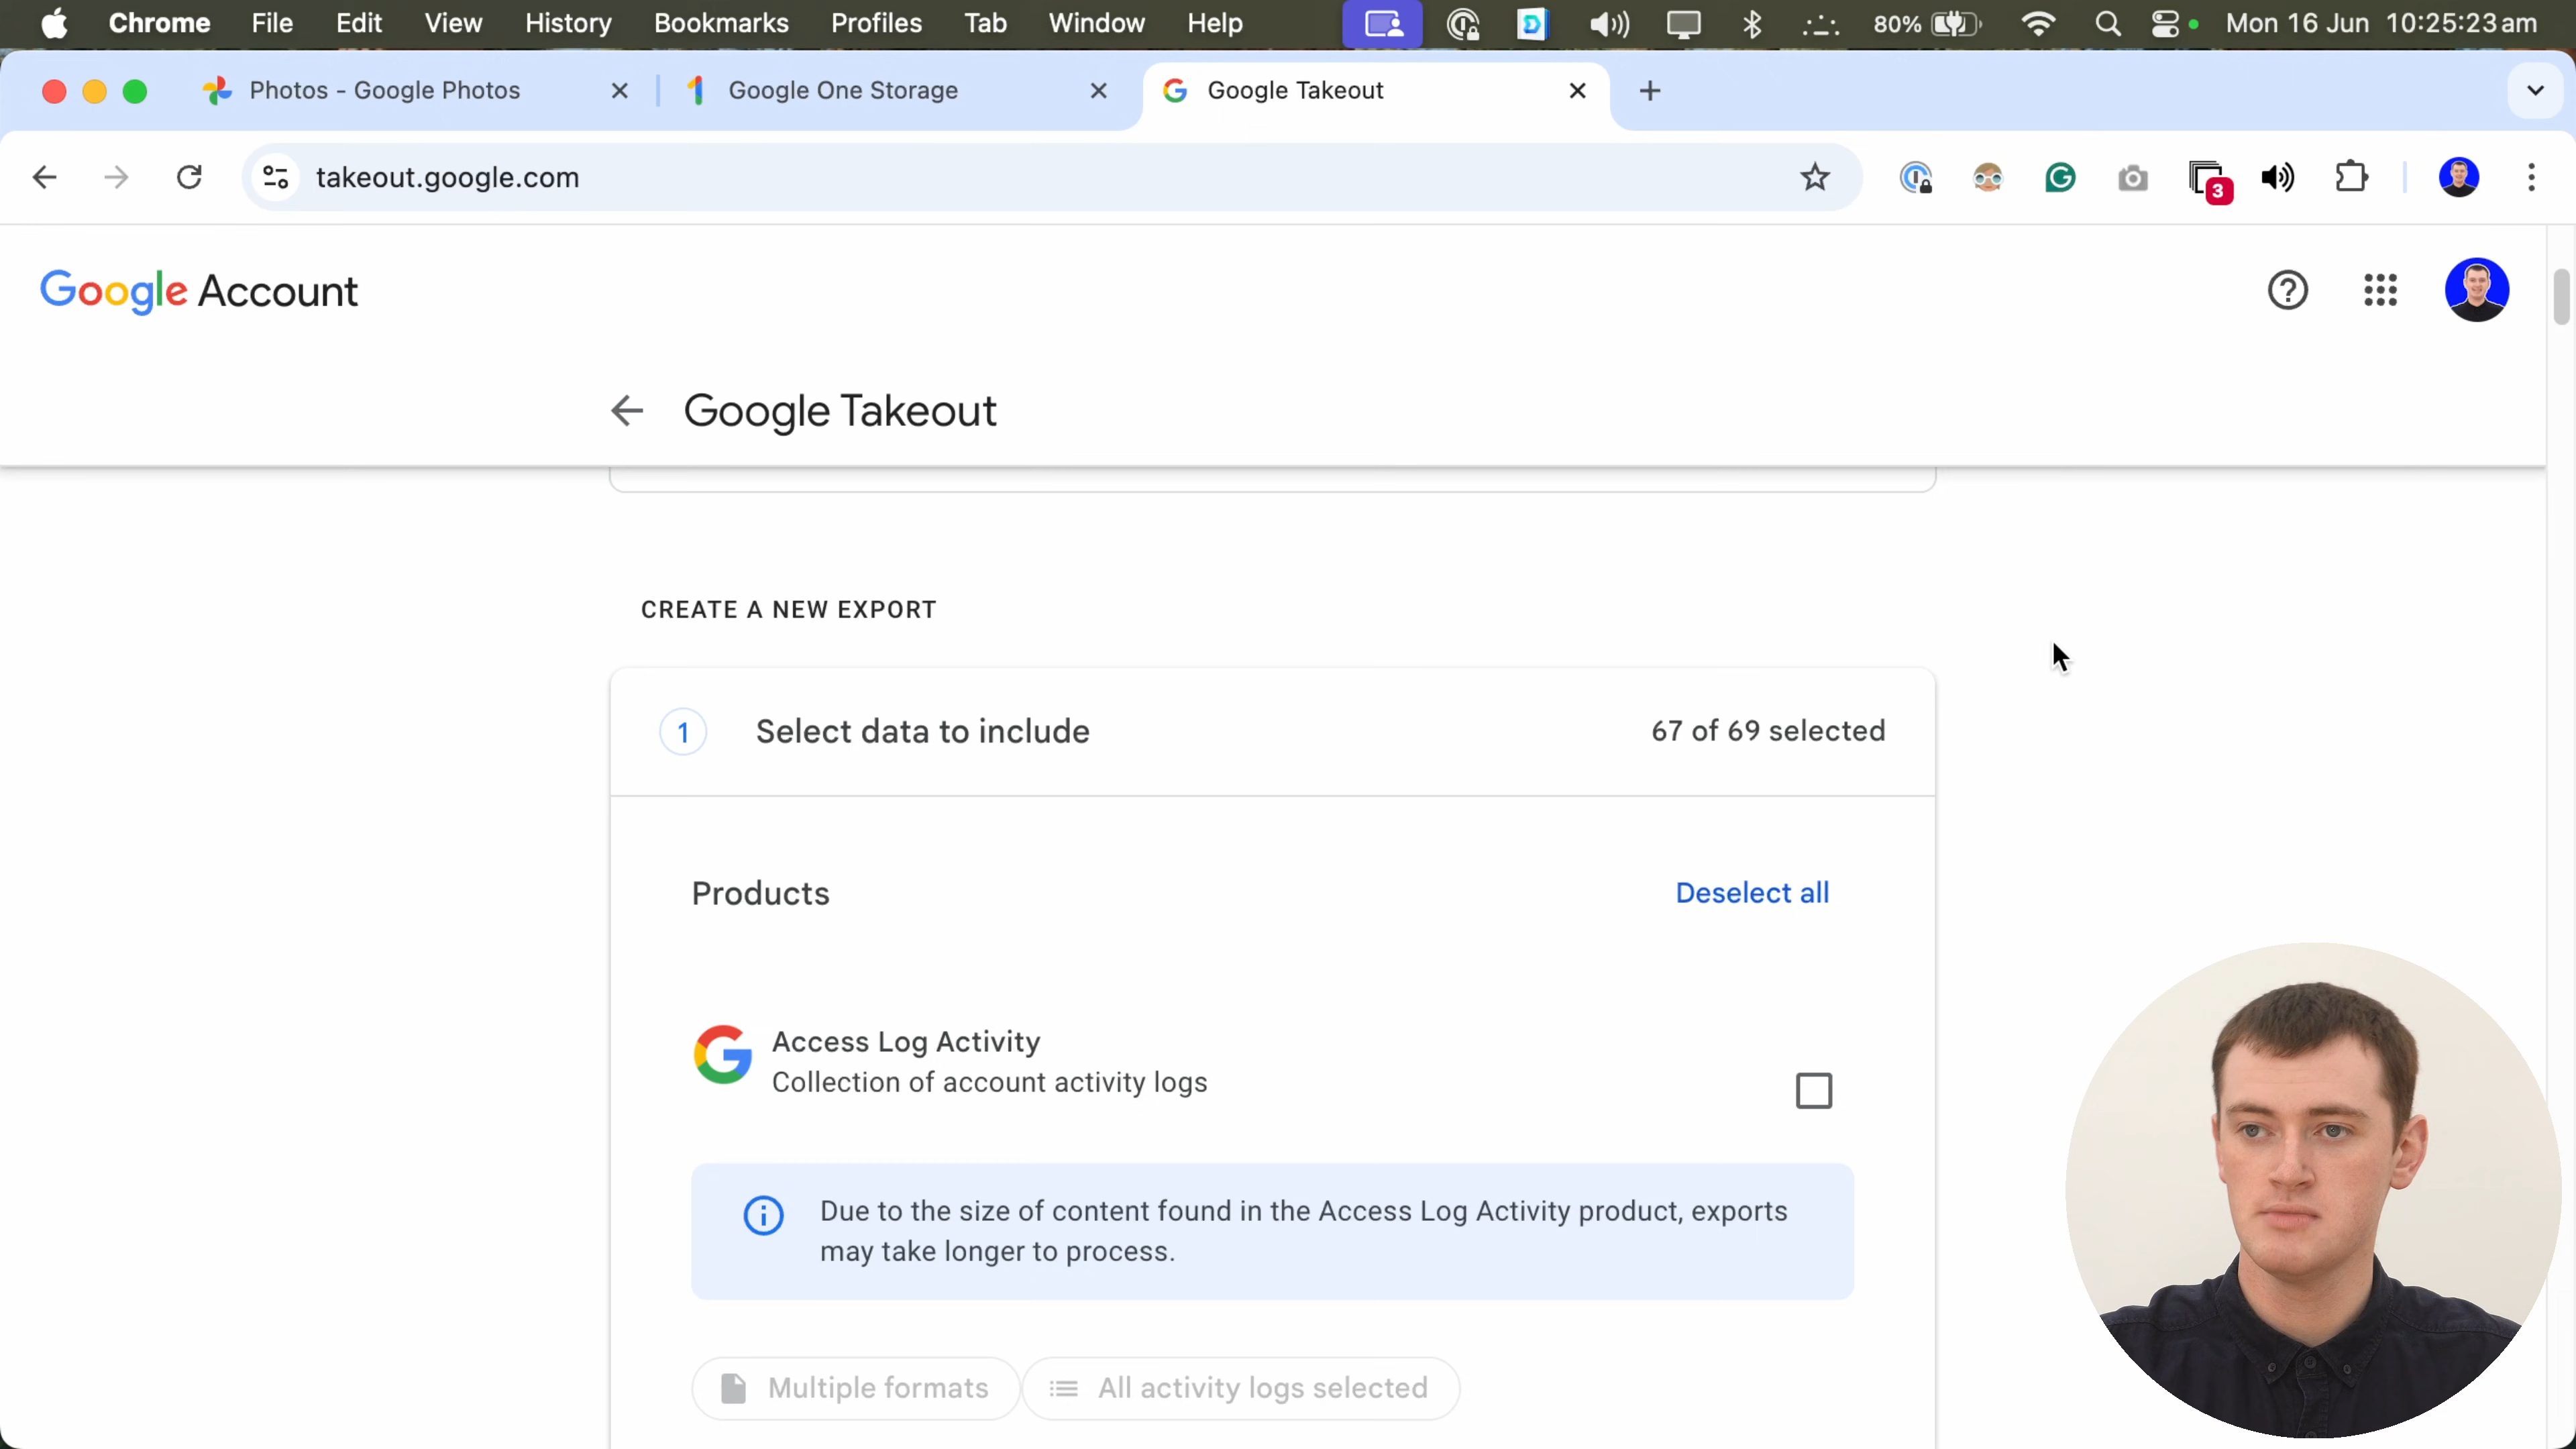 Chrome File Edit View History Bookmarks Profiles Tab Window Help 80% Mon 16 Jun 10:25:23 am
Photos - Google Photos Google One Storage Google Takeout
takeout.google.com 3
Google Account
Google Takeout
CREATE A NEW EXPORT
1 Select data to include 67 of 69 selected
Products Deselect all
Access Log Activity
Collection of account activity logs
Due to the size of content found in the Access Log Activity product, exports
may take longer to process.
Multiple formats All activity logs selected